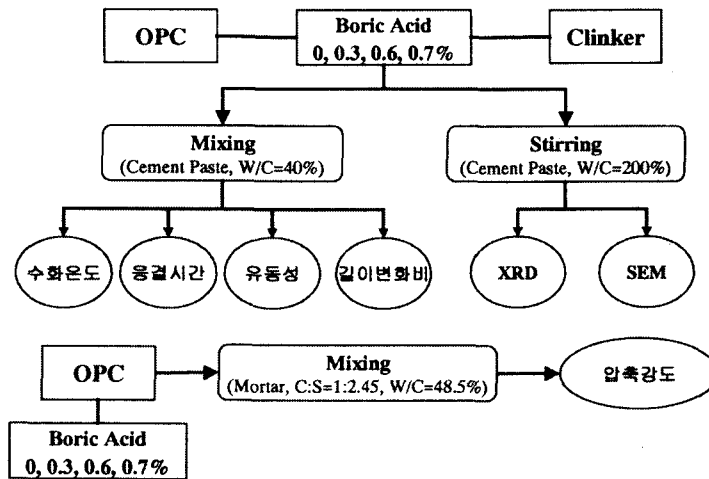 OPC
Boric Acid
0, 0.3, 0.6, 0.7%
Clinker
Mixing
(Cement Paste, W/C=40%)
Stirring
(Cement Paste, W/C=200%)
수화온도
응결시간
유동성
길이변화비
XRD
SEM
OPC
Mixing
(Mortar, C:S=1:2.45, W/C=48.5%)
압축강도
Boric Acid
0, 0.3, 0.6, 0.7%